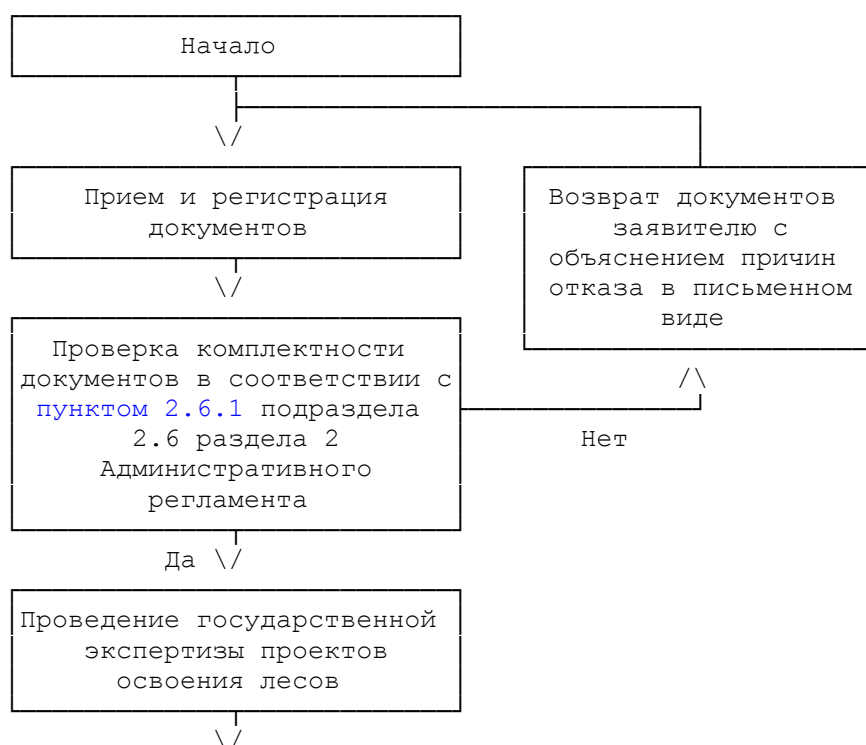 Начало
Прием и регистрация
документов
Возврат документов
заявителю с
объяснением причин
отказа в письменном
виде
Проверка комплектности
документов в соответствии с
пунктом 2.6.1 подраздела
2.6 раздела 2
Административного
регламента
Нет
Да
Проведение государственной
экспертизы проектов
освоения лесов